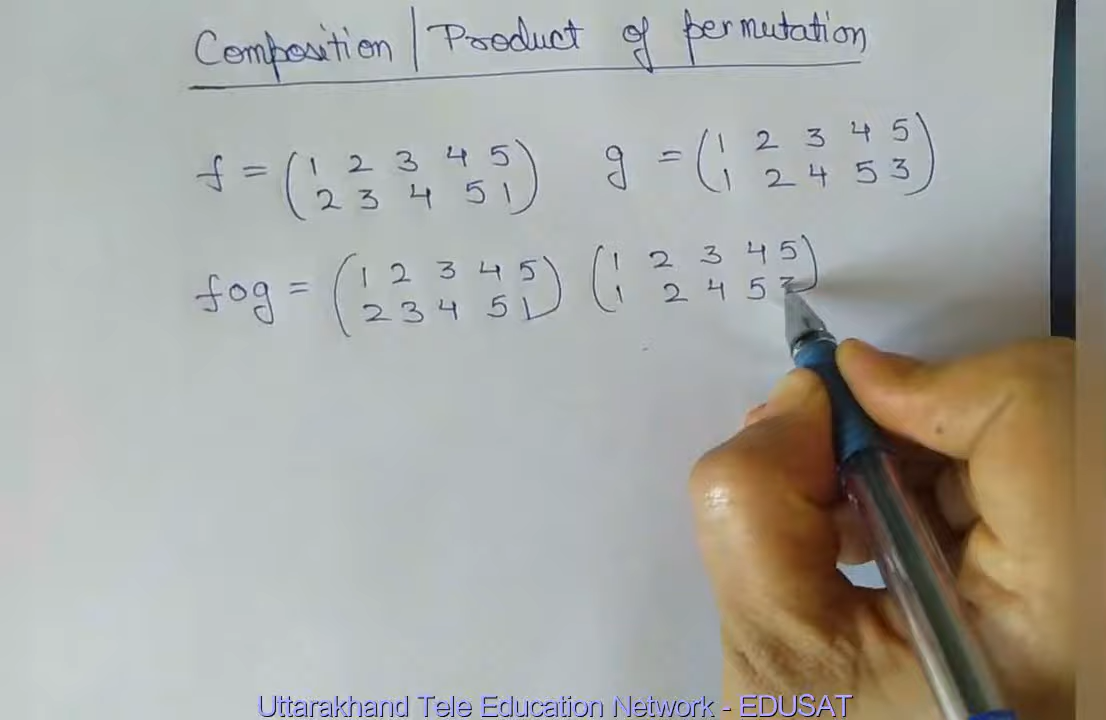 Composition | Product of permutation
f = (1 2 3 4 5) g = (1 2 3 4 5)
(2 3 4 5 1) (1 2 4 5 3)
fog = (1 2 3 4 5) (1 2 3 4 5)
(2 3 4 5 1) (1 2 4 5 3)
Uttarakhand Tele Education Network - EDUSAT